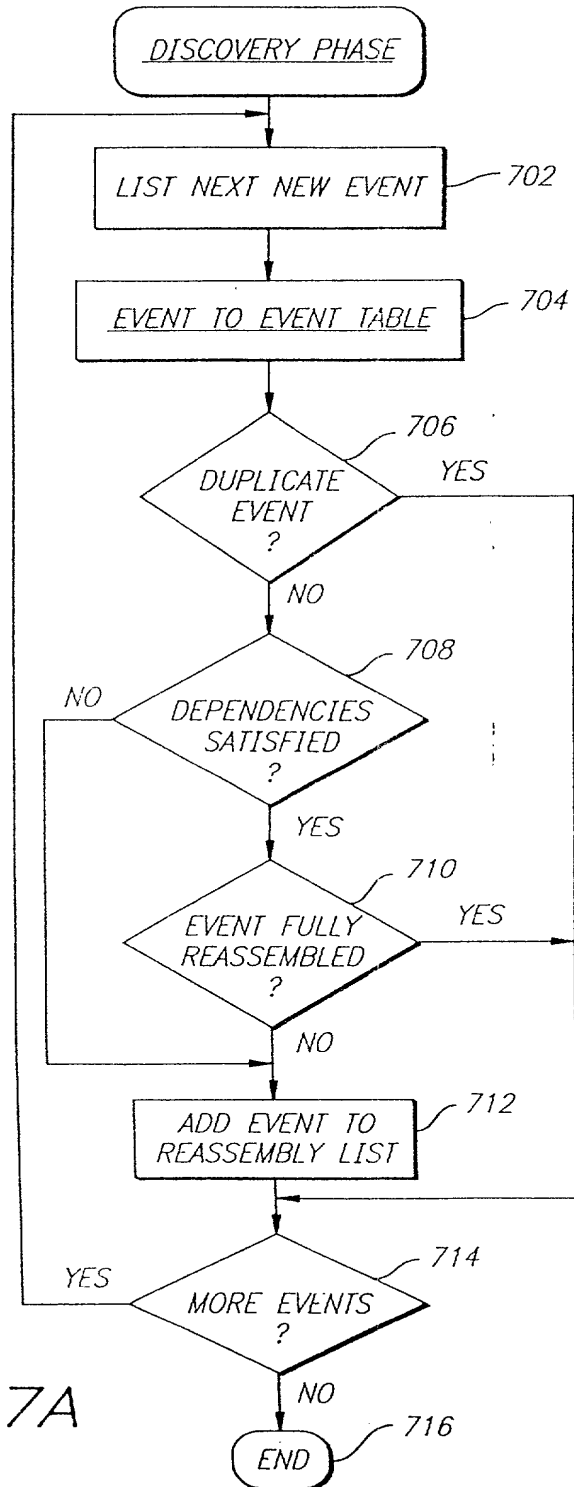 DISCOVERY PHASE
LIST NEXT NEW EVENT
702
EVENT TO EVENT TABLE
704
706
DUPLICATE
EVENT
?
YES
NO
708
NO
DEPENDENCIES
SATISFIED
?
YES
710
EVENT FULLY
REASSEMBLED
?
YES
NO
712
ADD EVENT TO
REASSEMBLY LIST
714
YES
MORE EVENTS
?
NO
7A
716
END